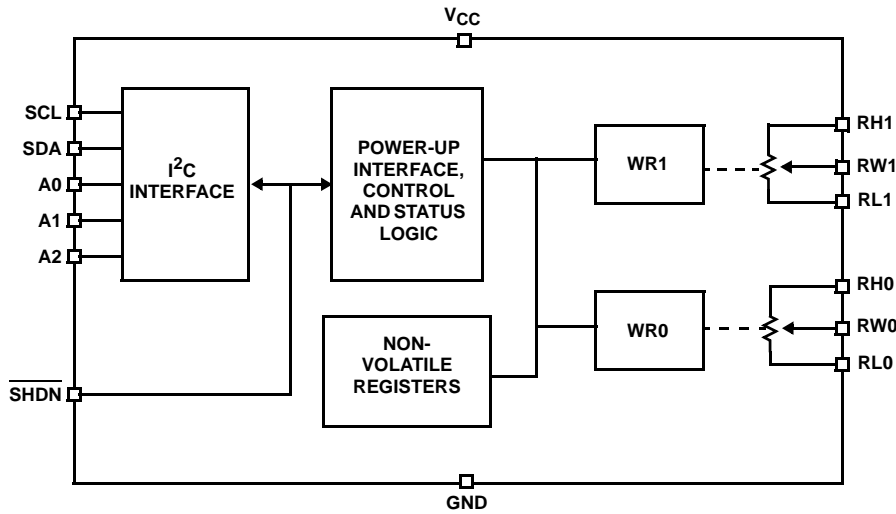 VCC
SCL
SDA
A0
A1
A2
SHDN
I²C
INTERFACE
POWER-UP
INTERFACE,
CONTROL
AND STATUS
LOGIC
NON-
VOLATILE
REGISTERS
WR1
WR0
RH1
RW1
RL1
RH0
RW0
RL0
GND